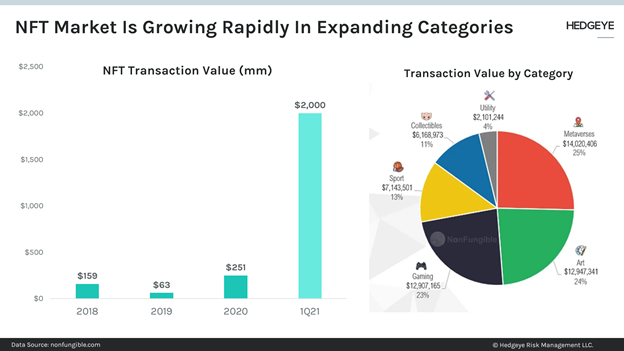 NFT Market Is Growing Rapidly In Expanding Categories
HEDGEYE
NFT Transaction Value (mm)
$2,500
$2,000
$1,500
$1,000
$500
$0
$159
$63
$251
$2,000
2018
2019
2020
1Q21
Transaction Value by Category
Utility
$2,101,244
4%
Collectibles
$6,168,973
11%
Metaverses
$14,020,406
25%
Sport
$7,143,501
13%
NonFungible
Art
$12,947,341
24%
Gaming
$12,907,165
23%
Data Source: nonfungible.com
© Hedgeye Risk Management LLC.